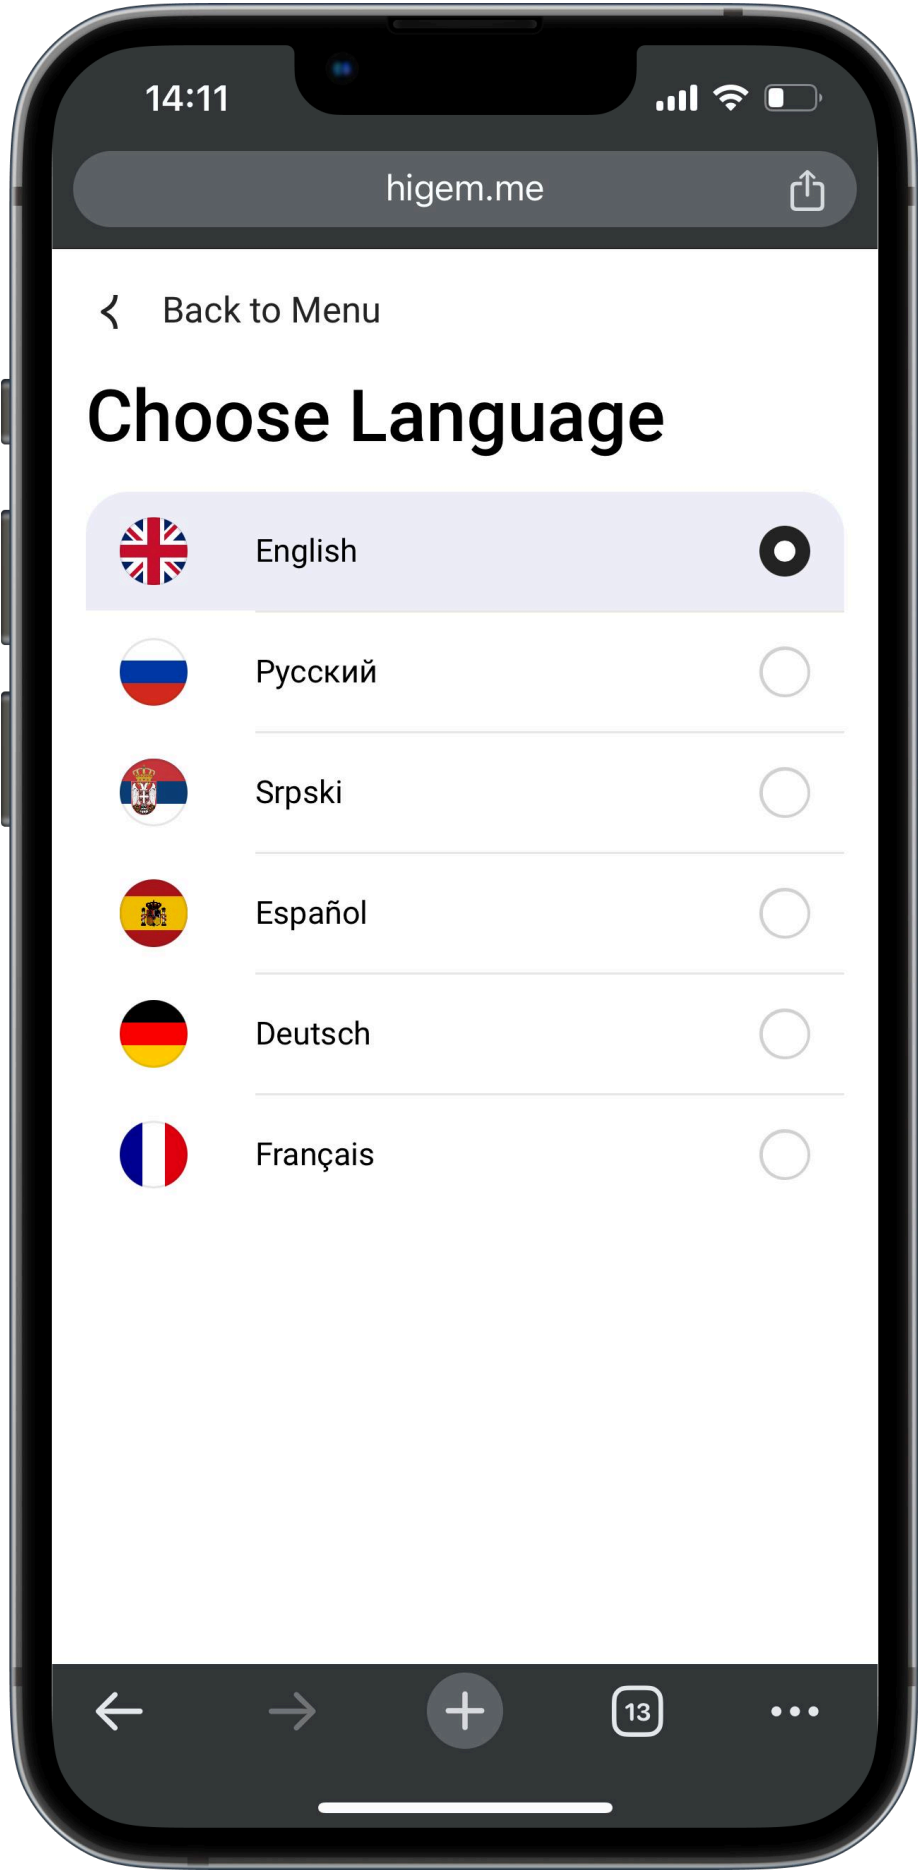 14:11
higem.me
Back to Menu
Choose Language
English
Русский
Srpski
Español
Deutsch
Français
13